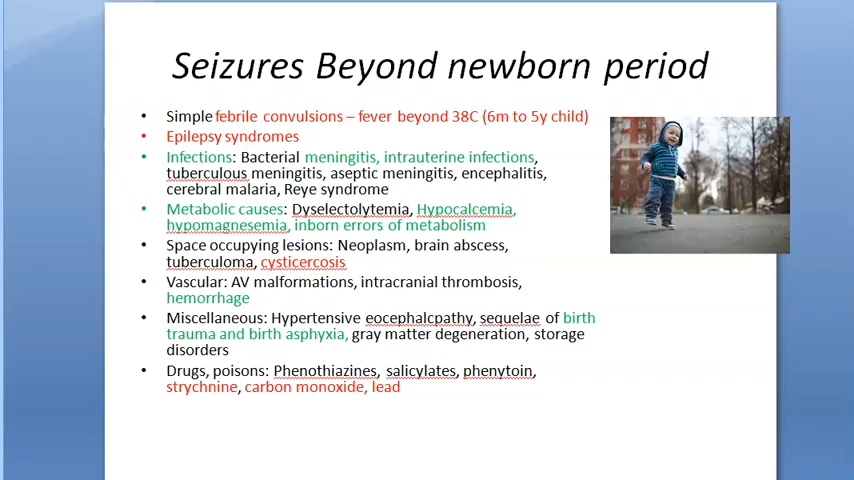 Seizures Beyond newborn period
• Simple febrile convulsions – fever beyond 38C (6m to 5y child)
• Epilepsy syndromes
• Infections: Bacterial meningitis, intrauterine infections,
tuberculous meningitis, aseptic meningitis, encephalitis,
cerebral malaria, Reye syndrome
• Metabolic causes: Dyselectolytemia, Hypocalcemia,
hypomagnesemia, inborn errors of metabolism
• Space occupying lesions: Neoplasm, brain abscess,
tuberculoma, cysticercosis
• Vascular: AV malformations, intracranial thrombosis,
hemorrhage
• Miscellaneous: Hypertensive eocephalcpathy, sequelae of birth
trauma and birth asphyxia, gray matter degeneration, storage
disorders
• Drugs, poisons: Phenothiazines, salicylates, phenytoin,
strychnine, carbon monoxide, lead